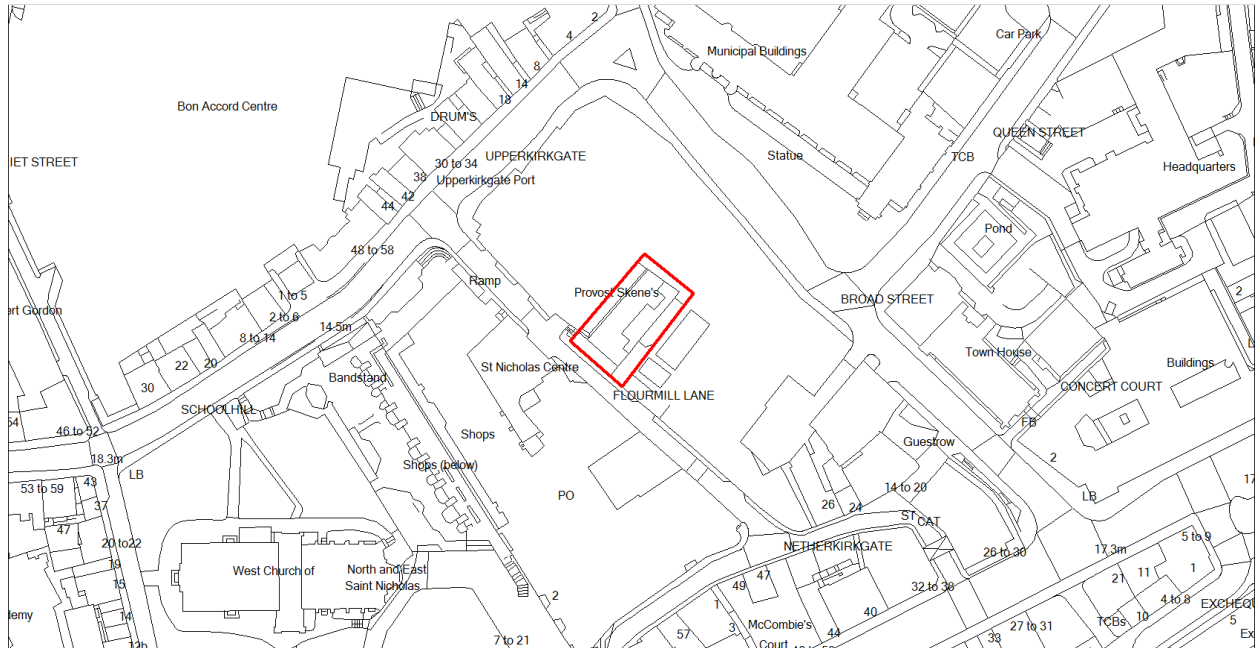 2
4
Car Park
Municipal Buildings
8
14
Bon Accord Centre
18
DRUM'S
QUEEN STREET
UPPERKIRKGATE
Statue
TCB
IET STREET
30 to 34
Headquarters
38
Upperkirkgate Port
42
44
Pond
48 to 58
Ramp
Provost Skene's
2
1 to 5
BROAD STREET
ert Gordon
2 to 6
14.5m
8 to 14
Town House
22
20
St Nicholas Centre
Buildings
Bandstand
30
CONCERT COURT
FLOURMILL LANE
SCHOOLHILL
54
FB
46 to 52
Shops
Guestrow
18.3m
2
LB
Shops (below)
43
53 to 59
14 to 20
PO
LB
17
37
26
24
47
ST
CAT
20 to22
NETHERKIRKGATE
26 to 30
17.3m
5 to 9
19
West Church of
North and East
47
1
15
Saint Nicholas
49
32 to 38
21
11
2
1
4 to 8
EXCHEQ
14
40
demy
3
McCombie's
TCBs
10
5
57
44
27 to 31
12b
7 to 21
Court
33
Ex